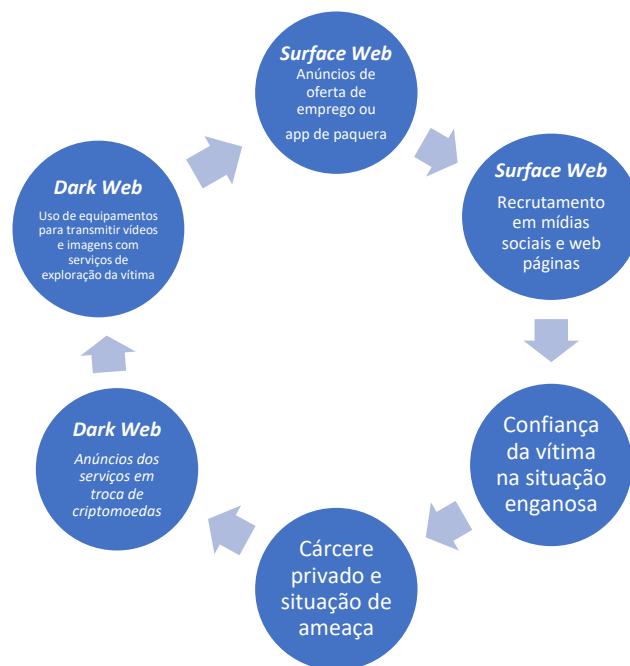 Surface Web
Anúncios de
oferta de
emprego ou
app de paquera
Surface Web
Recrutamento
em mídias
sociais e web
páginas
Confiança
da vítima
na situação
enganosa
Cárcere
privado e
situação de
ameaça
Dark Web
Anúncios dos
serviços em
troca de
criptomoedas
Dark Web
Uso de equipamentos
para transmitir vídeos
e imagens com
serviços de
exploração da vítima